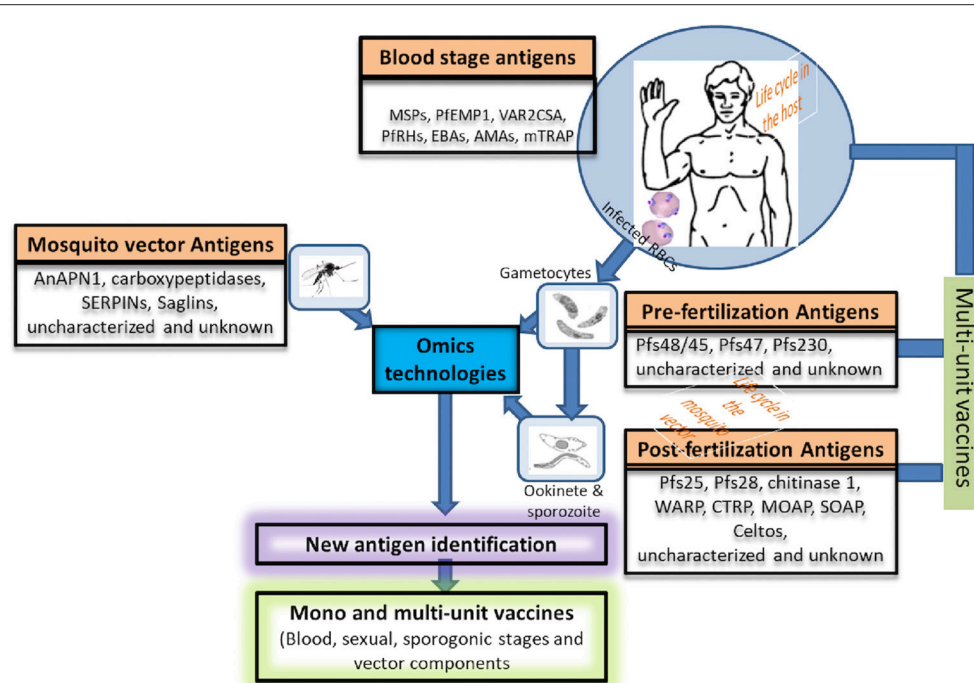 Blood stage antigens
MSPs, PfEMP1, VAR2CSA,
PfRHs, EBAs, AMAs, mTRAP
Life cycle in
the host
Infected RBCs
Mosquito vector Antigens
AnAPN1, carboxypeptidases,
SERPINs, Saglins,
uncharacterized and unknown
Gametocytes
Omics
technologies
Pre-fertilization Antigens
Pfs48/45, Pfs47, Pfs230,
uncharacterized and unknown
Life cycle in
the
mosquito
vector
Multi-unit vaccines
Ookinete &
sporozoite
Post-fertilization Antigens
Pfs25, Pfs28, chitinase 1,
WARP, CTRP, MOAP, SOAP,
Celtos,
uncharacterized and unknown
New antigen identification
Mono and multi-unit vaccines
(Blood, sexual, sporogonic stages and
vector components